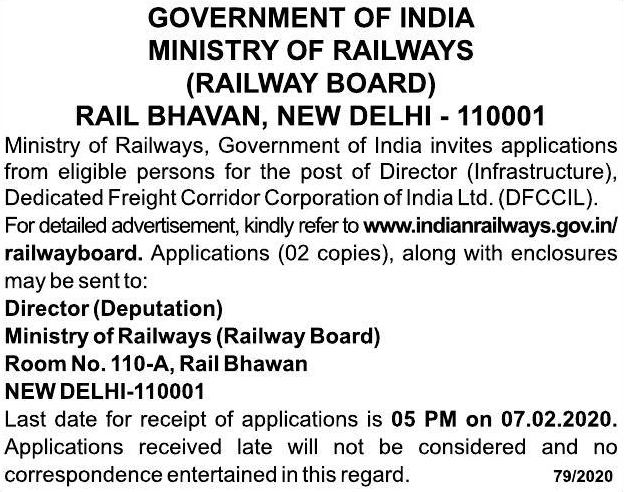 GOVERNMENT OF INDIA
MINISTRY OF RAILWAYS
(RAILWAY BOARD)
RAIL BHAVAN, NEW DELHI - 110001
Ministry of Railways, Government of India invites applications
from eligible persons for the post of Director (Infrastructure),
Dedicated Freight Corridor Corporation of India Ltd. (DFCCIL).
For detailed advertisement, kindly refer to www.indianrailways.gov.in/
railwayboard. Applications (02 copies), along with enclosures
may be sent to:
Director (Deputation)
Ministry of Railways (Railway Board)
Room No. 110-A, Rail Bhawan
NEW DELHI-110001
Last date for receipt of applications is 05 PM on 07.02.2020.
Applications received late will not be considered and no
correspondence entertained in this regard. 79/2020